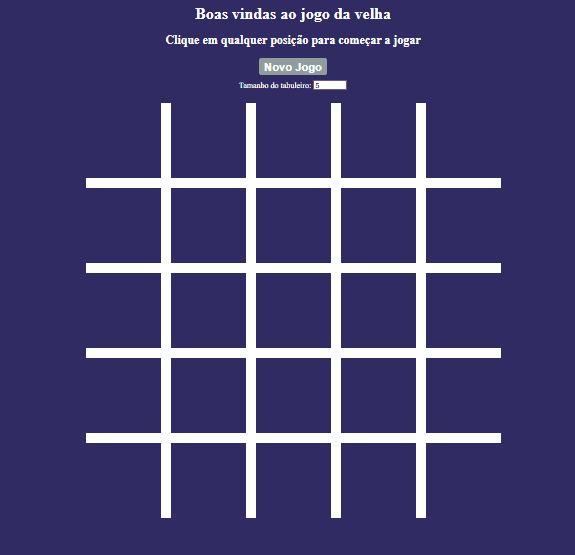 Boas vindas ao jogo da velha
Clique em qualquer posição para começar a jogar
Novo Jogo
Tamanho do tabuleiro: 5